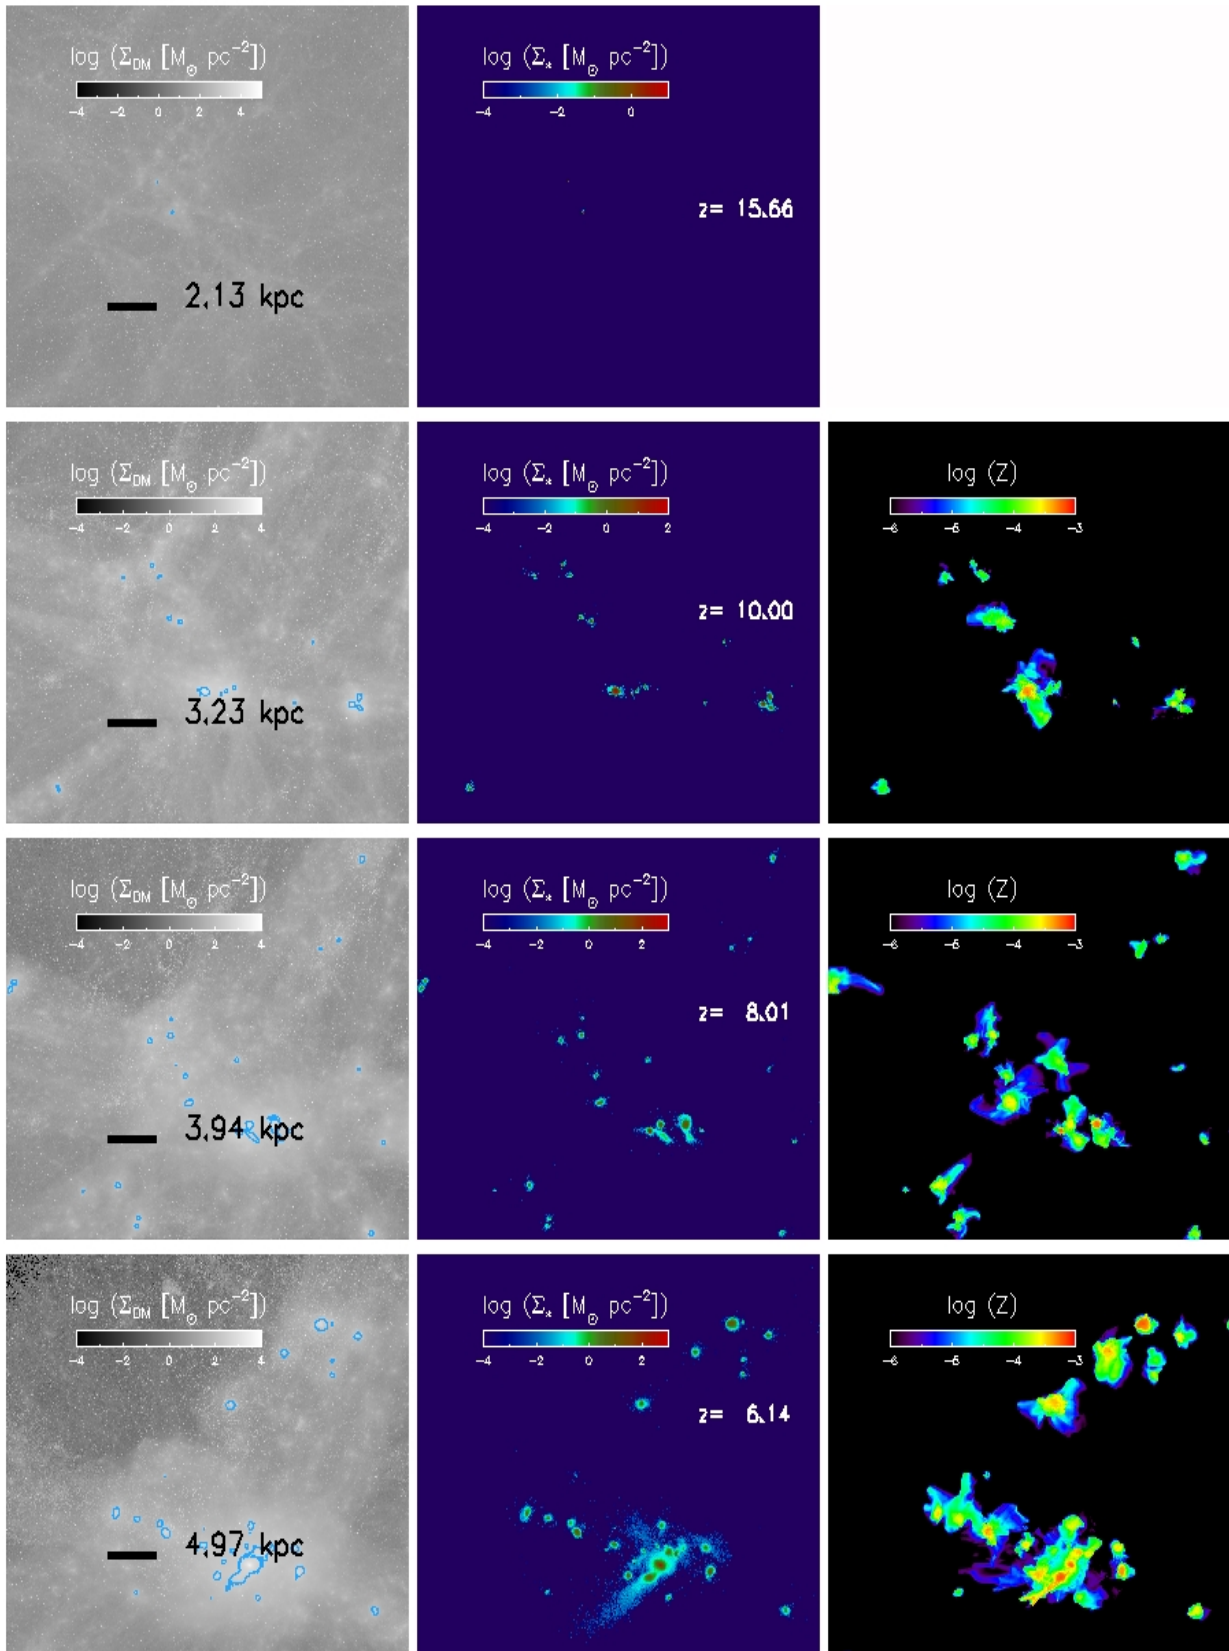 log (Σ_DM [M_⊙ pc⁻²]) log (Σ_* [M_⊙ pc⁻²])
-4 -2 0 2 4 -4 -2 0
z= 15.66
2.13 kpc
log (Σ_DM [M_⊙ pc⁻²]) log (Σ_* [M_⊙ pc⁻²]) log (Z)
-4 -2 0 2 4 -4 -2 0 2 -6 -5 -4 -3
z= 10.00
3.23 kpc
log (Σ_DM [M_⊙ pc⁻²]) log (Σ_* [M_⊙ pc⁻²]) log (Z)
-4 -2 0 2 4 -4 -2 0 2 -6 -5 -4 -3
z= 8.01
3.94 kpc
log (Σ_DM [M_⊙ pc⁻²]) log (Σ_* [M_⊙ pc⁻²]) log (Z)
-4 -2 0 2 4 -4 -2 0 2 -6 -5 -4 -3
z= 6.14
4.97 kpc